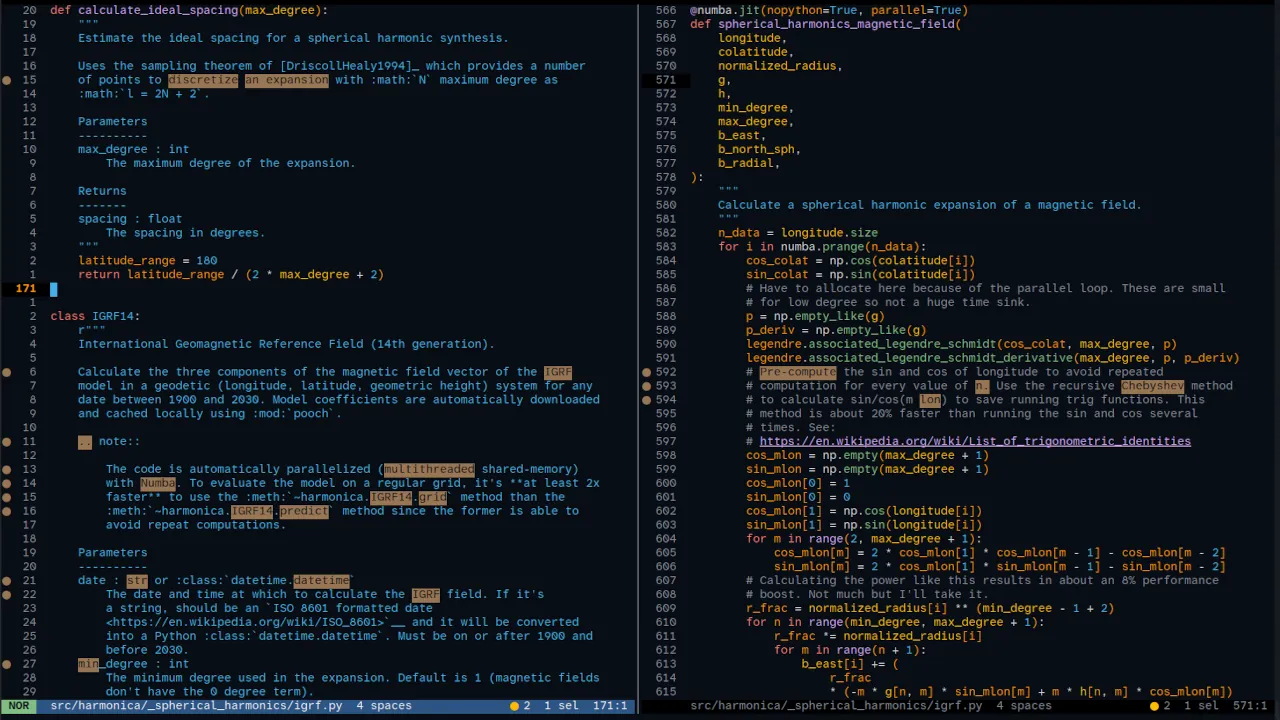 20 def calculate_ideal_spacing(max_degree):
19     """
18     Estimate the ideal spacing for a spherical harmonic synthesis.
17
16     Uses the sampling theorem of [DriscollHealy1994]_ which provides a number
15     of points to discretize an expansion with :math:`N` maximum degree as
14     :math:`l = 2N + 2`.
13
12     Parameters
11     ----------
10     max_degree : int
9         The maximum degree of the expansion.
8
7     Returns
6     -------
5     spacing : float
4         The spacing in degrees.
3     """
2     latitude_range = 180
1     return latitude_range / (2 * max_degree + 2)
171
1
2 class IGRF14:
3     r"""
4     International Geomagnetic Reference Field (14th generation).
5
6     Calculate the three components of the magnetic field vector of the IGRF
7     model in a geodetic (longitude, latitude, geometric height) system for any
8     date between 1900 and 2030. Model coefficients are automatically downloaded
9     and cached locally using :mod:`pooch`.
10
11     .. note::
12
13         The code is automatically parallelized (multithreaded shared-memory)
14         with Numba. To evaluate the model on a regular grid, it's **at least 2x
15         faster** to use the :meth:`~harmonica.IGRF14.grid` method than the
16         :meth:`~harmonica.IGRF14.predict` method since the former is able to
17         avoid repeat computations.
18
19     Parameters
20     ----------
21     date : str or :class:`datetime.datetime`
22         The date and time at which to calculate the IGRF field. If it's
23         a string, should be an `ISO 8601 formatted date
24         <https://en.wikipedia.org/wiki/ISO_8601>`__ and it will be converted
25         into a Python :class:`datetime.datetime`. Must be on or after 1900 and
26         before 2030.
27     min_degree : int
28         The minimum degree used in the expansion. Default is 1 (magnetic fields
29         don't have the 0 degree term).
NOR src/harmonica/_spherical_harmonics/igrf.py 4 spaces 2 1 sel 171:1
566 @numba.jit(nopython=True, parallel=True)
567 def spherical_harmonics_magnetic_field(
568     longitude,
569     colatitude,
570     normalized_radius,
571     g,
572     h,
573     min_degree,
574     max_degree,
575     b_east,
576     b_north_sph,
577     b_radial,
578 ):
579     """
580     Calculate a spherical harmonic expansion of a magnetic field.
581     """
582     n_data = longitude.size
583     for i in numba.prange(n_data):
584         cos_colat = np.cos(colatitude[i])
585         sin_colat = np.sin(colatitude[i])
586         # Have to allocate here because of the parallel loop. These are small
587         # for low degree so not a huge time sink.
588         p = np.empty_like(g)
589         p_deriv = np.empty_like(g)
590         legendre.associated_legendre_schmidt(cos_colat, max_degree, p)
591         legendre.associated_legendre_schmidt_derivative(max_degree, p, p_deriv)
592         # Pre-compute the sin and cos of longitude to avoid repeated
593         # computation for every value of n. Use the recursive Chebyshev method
594         # to calculate sin/cos(m lon) to save running trig functions. This
595         # method is about 20% faster than running the sin and cos several
596         # times. See:
597         # https://en.wikipedia.org/wiki/List_of_trigonometric_identities
598         cos_mlon = np.empty(max_degree + 1)
599         sin_mlon = np.empty(max_degree + 1)
600         cos_mlon[0] = 1
601         sin_mlon[0] = 0
602         cos_mlon[1] = np.cos(longitude[i])
603         sin_mlon[1] = np.sin(longitude[i])
604         for m in range(2, max_degree + 1):
605             cos_mlon[m] = 2 * cos_mlon[1] * cos_mlon[m - 1] - cos_mlon[m - 2]
606             sin_mlon[m] = 2 * cos_mlon[1] * sin_mlon[m - 1] - sin_mlon[m - 2]
607         # Calculating the power like this results in about an 8% performance
608         # boost. Not much but I'll take it.
609         r_frac = normalized_radius[i] ** (min_degree - 1 + 2)
610         for n in range(min_degree, max_degree + 1):
611             r_frac *= normalized_radius[i]
612             for m in range(n + 1):
613                 b_east[i] += (
614                     r_frac
615                     * (-m * g[n, m] * sin_mlon[m] + m * h[n, m] * cos_mlon[m])
src/harmonica/_spherical_harmonics/igrf.py 4 spaces 2 1 sel 571:1